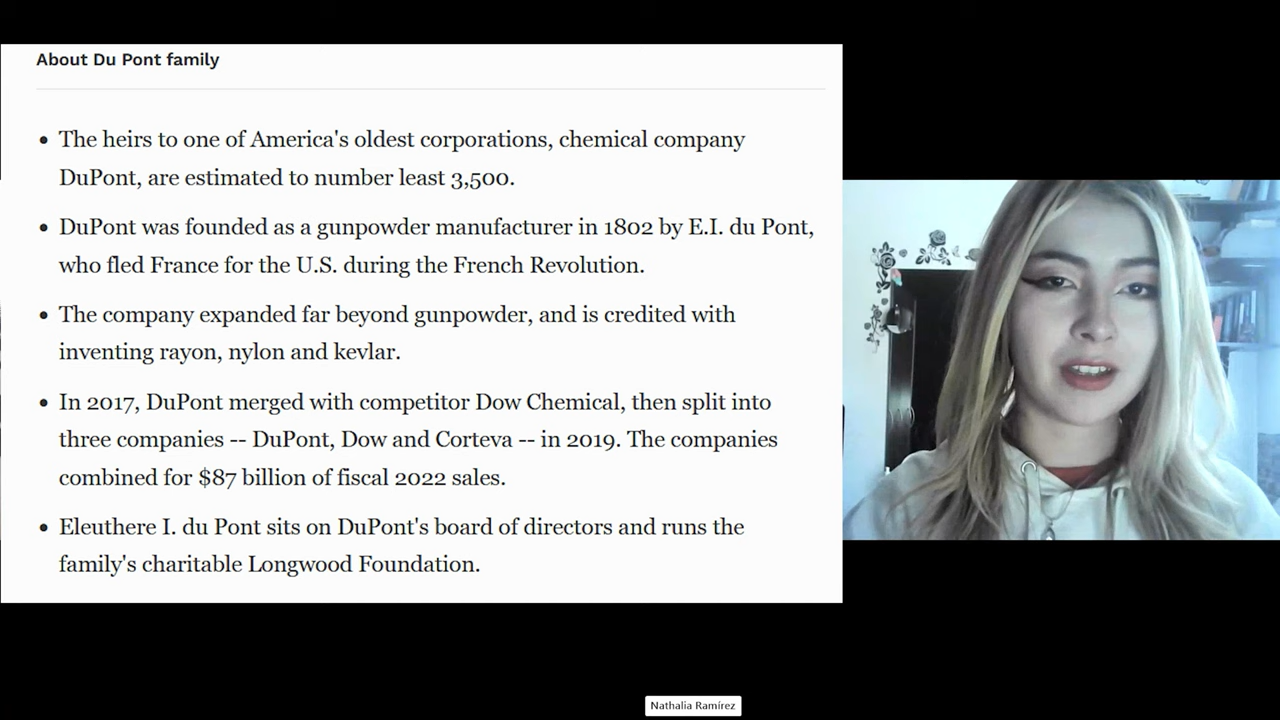 About Du Pont family
The heirs to one of America's oldest corporations, chemical company
DuPont, are estimated to number least 3,500.
DuPont was founded as a gunpowder manufacturer in 1802 by E.I. du Pont,
who fled France for the U.S. during the French Revolution.
The company expanded far beyond gunpowder, and is credited with
inventing rayon, nylon and kevlar.
In 2017, DuPont merged with competitor Dow Chemical, then split into
three companies -- DuPont, Dow and Corteva -- in 2019. The companies
combined for $87 billion of fiscal 2022 sales.
Eleuthere I. du Pont sits on DuPont's board of directors and runs the
family's charitable Longwood Foundation.
Nathalia Ramírez